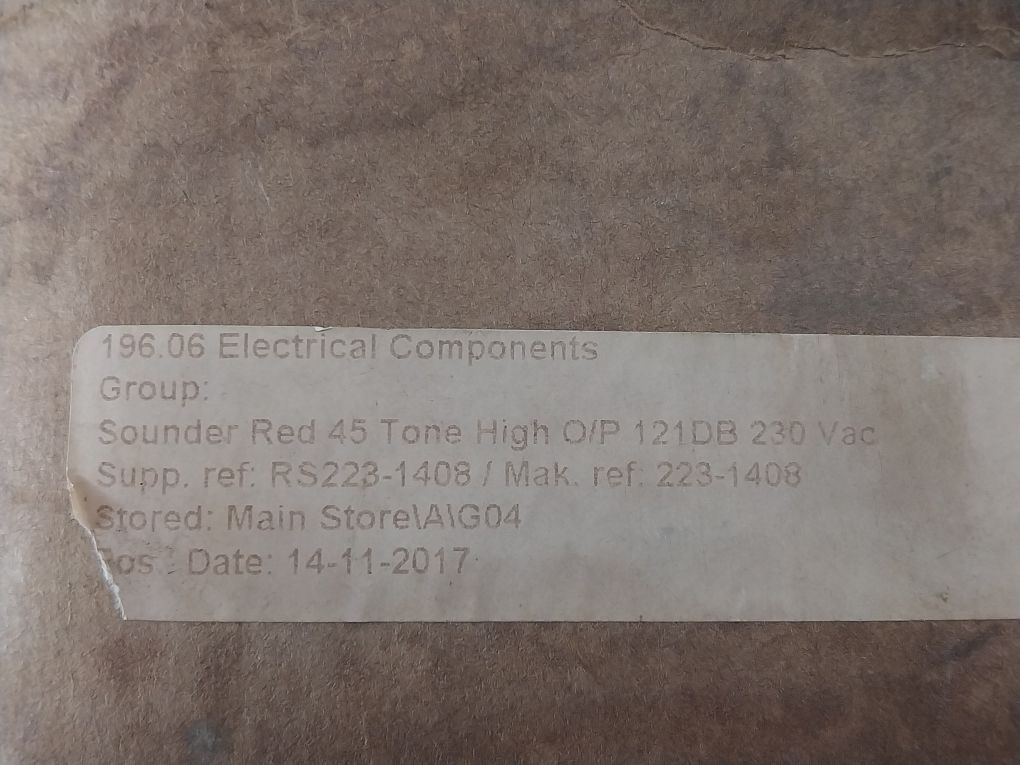 196.06 Electrical Components
Group:
Sounder Red 45 Tone High O/P 121DB 230 Vac
Supp. ref: RS223-1408 / Mak. ref: 223-1408
Stored: Main Store\A\G04
Pos : Date: 14-11-2017